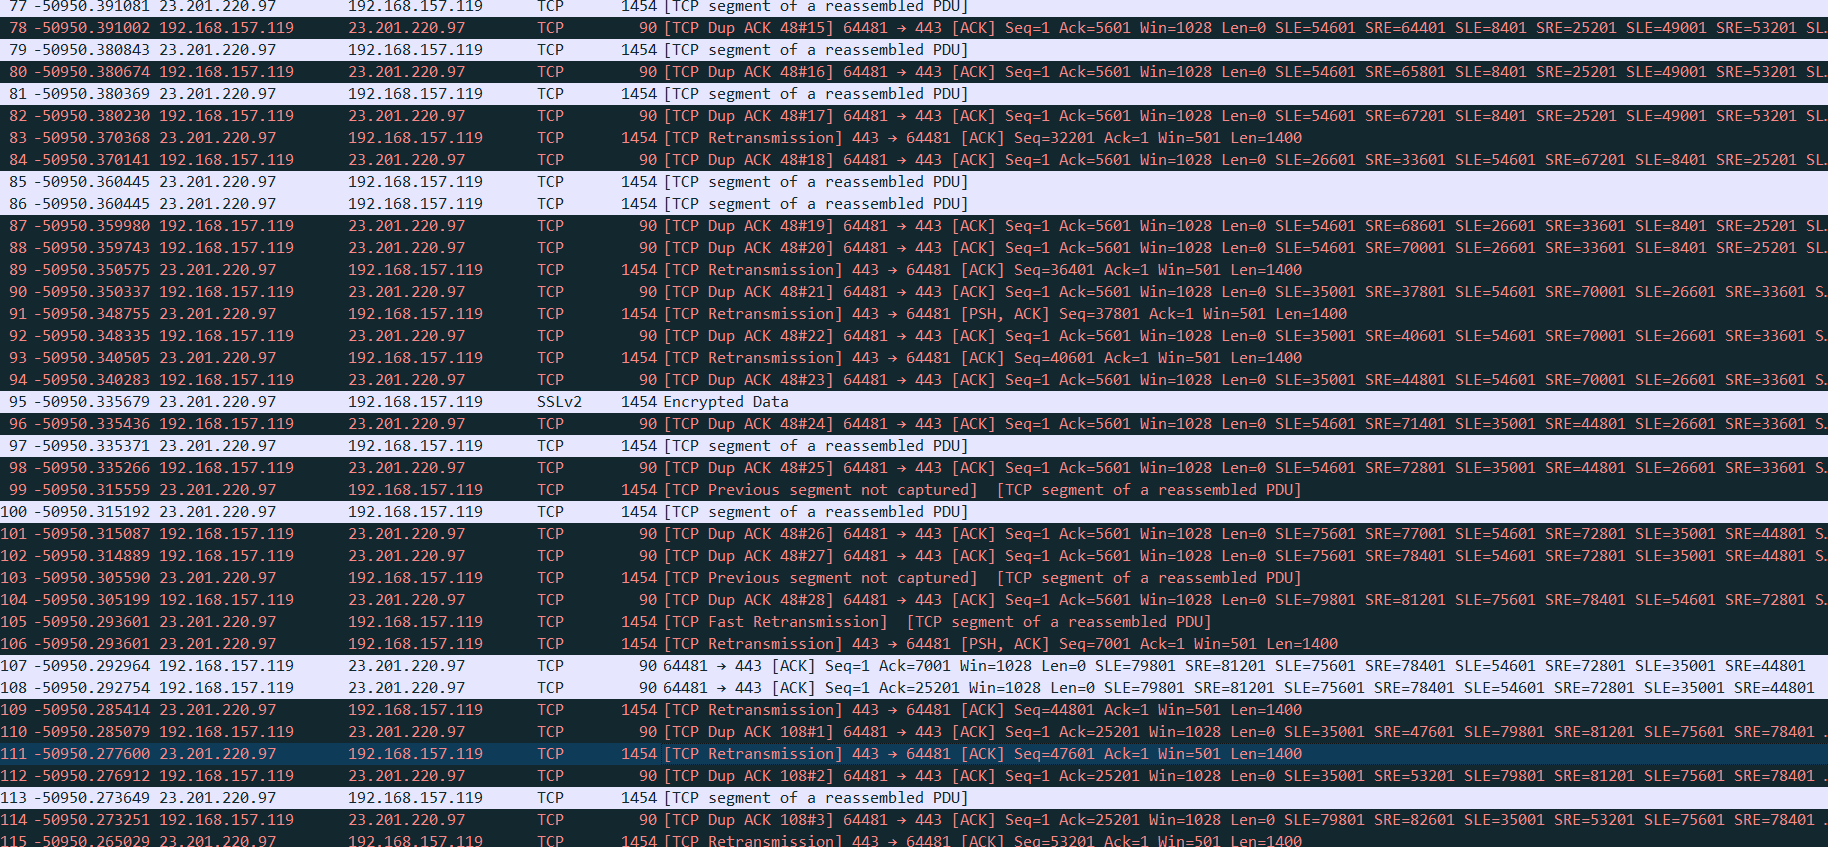 77 -50950.391081 23.201.220.97 192.168.157.119 TCP 1454 [TCP segment of a reassembled PDU]
78 -50950.391002 192.168.157.119 23.201.220.97 TCP 90 [TCP Dup ACK 48#15] 64481 → 443 [ACK] Seq=1 Ack=5601 Win=1028 Len=0 SLE=54601 SRE=64401 SLE=8401 SRE=25201 SLE=49001 SRE=53201 SL…
79 -50950.380843 23.201.220.97 192.168.157.119 TCP 1454 [TCP segment of a reassembled PDU]
80 -50950.380674 192.168.157.119 23.201.220.97 TCP 90 [TCP Dup ACK 48#16] 64481 → 443 [ACK] Seq=1 Ack=5601 Win=1028 Len=0 SLE=54601 SRE=65801 SLE=8401 SRE=25201 SLE=49001 SRE=53201 SL…
81 -50950.380369 23.201.220.97 192.168.157.119 TCP 1454 [TCP segment of a reassembled PDU]
82 -50950.380230 192.168.157.119 23.201.220.97 TCP 90 [TCP Dup ACK 48#17] 64481 → 443 [ACK] Seq=1 Ack=5601 Win=1028 Len=0 SLE=54601 SRE=67201 SLE=8401 SRE=25201 SLE=49001 SRE=53201 SL…
83 -50950.370368 23.201.220.97 192.168.157.119 TCP 1454 [TCP Retransmission] 443 → 64481 [ACK] Seq=32201 Ack=1 Win=501 Len=1400
84 -50950.370141 192.168.157.119 23.201.220.97 TCP 90 [TCP Dup ACK 48#18] 64481 → 443 [ACK] Seq=1 Ack=5601 Win=1028 Len=0 SLE=26601 SRE=33601 SLE=54601 SRE=67201 SLE=8401 SRE=25201 SL…
85 -50950.360445 23.201.220.97 192.168.157.119 TCP 1454 [TCP segment of a reassembled PDU]
86 -50950.360445 23.201.220.97 192.168.157.119 TCP 1454 [TCP segment of a reassembled PDU]
87 -50950.359980 192.168.157.119 23.201.220.97 TCP 90 [TCP Dup ACK 48#19] 64481 → 443 [ACK] Seq=1 Ack=5601 Win=1028 Len=0 SLE=54601 SRE=68601 SLE=26601 SRE=33601 SLE=8401 SRE=25201 SL…
88 -50950.359743 192.168.157.119 23.201.220.97 TCP 90 [TCP Dup ACK 48#20] 64481 → 443 [ACK] Seq=1 Ack=5601 Win=1028 Len=0 SLE=54601 SRE=70001 SLE=26601 SRE=33601 SLE=8401 SRE=25201 SL…
89 -50950.350575 23.201.220.97 192.168.157.119 TCP 1454 [TCP Retransmission] 443 → 64481 [ACK] Seq=36401 Ack=1 Win=501 Len=1400
90 -50950.350337 192.168.157.119 23.201.220.97 TCP 90 [TCP Dup ACK 48#21] 64481 → 443 [ACK] Seq=1 Ack=5601 Win=1028 Len=0 SLE=35001 SRE=37801 SLE=54601 SRE=70001 SLE=26601 SRE=33601 S…
91 -50950.348755 23.201.220.97 192.168.157.119 TCP 1454 [TCP Retransmission] 443 → 64481 [PSH, ACK] Seq=37801 Ack=1 Win=501 Len=1400
92 -50950.348335 192.168.157.119 23.201.220.97 TCP 90 [TCP Dup ACK 48#22] 64481 → 443 [ACK] Seq=1 Ack=5601 Win=1028 Len=0 SLE=35001 SRE=40601 SLE=54601 SRE=70001 SLE=26601 SRE=33601 S…
93 -50950.340505 23.201.220.97 192.168.157.119 TCP 1454 [TCP Retransmission] 443 → 64481 [ACK] Seq=40601 Ack=1 Win=501 Len=1400
94 -50950.340283 192.168.157.119 23.201.220.97 TCP 90 [TCP Dup ACK 48#23] 64481 → 443 [ACK] Seq=1 Ack=5601 Win=1028 Len=0 SLE=35001 SRE=44801 SLE=54601 SRE=70001 SLE=26601 SRE=33601 S…
95 -50950.335679 23.201.220.97 192.168.157.119 SSLv2 1454 Encrypted Data
96 -50950.335436 192.168.157.119 23.201.220.97 TCP 90 [TCP Dup ACK 48#24] 64481 → 443 [ACK] Seq=1 Ack=5601 Win=1028 Len=0 SLE=54601 SRE=71401 SLE=35001 SRE=44801 SLE=26601 SRE=33601 S…
97 -50950.335371 23.201.220.97 192.168.157.119 TCP 1454 [TCP segment of a reassembled PDU]
98 -50950.335266 192.168.157.119 23.201.220.97 TCP 90 [TCP Dup ACK 48#25] 64481 → 443 [ACK] Seq=1 Ack=5601 Win=1028 Len=0 SLE=54601 SRE=72801 SLE=35001 SRE=44801 SLE=26601 SRE=33601 S…
99 -50950.315559 23.201.220.97 192.168.157.119 TCP 1454 [TCP Previous segment not captured] [TCP segment of a reassembled PDU]
100 -50950.315192 23.201.220.97 192.168.157.119 TCP 1454 [TCP segment of a reassembled PDU]
101 -50950.315087 192.168.157.119 23.201.220.97 TCP 90 [TCP Dup ACK 48#26] 64481 → 443 [ACK] Seq=1 Ack=5601 Win=1028 Len=0 SLE=75601 SRE=77001 SLE=54601 SRE=72801 SLE=35001 SRE=44801 S…
102 -50950.314889 192.168.157.119 23.201.220.97 TCP 90 [TCP Dup ACK 48#27] 64481 → 443 [ACK] Seq=1 Ack=5601 Win=1028 Len=0 SLE=75601 SRE=78401 SLE=54601 SRE=72801 SLE=35001 SRE=44801 S…
103 -50950.305590 23.201.220.97 192.168.157.119 TCP 1454 [TCP Previous segment not captured] [TCP segment of a reassembled PDU]
104 -50950.305199 192.168.157.119 23.201.220.97 TCP 90 [TCP Dup ACK 48#28] 64481 → 443 [ACK] Seq=1 Ack=5601 Win=1028 Len=0 SLE=79801 SRE=81201 SLE=75601 SRE=78401 SLE=54601 SRE=72801 S…
105 -50950.293601 23.201.220.97 192.168.157.119 TCP 1454 [TCP Fast Retransmission] [TCP segment of a reassembled PDU]
106 -50950.293601 23.201.220.97 192.168.157.119 TCP 1454 [TCP Retransmission] 443 → 64481 [PSH, ACK] Seq=7001 Ack=1 Win=501 Len=1400
107 -50950.292964 192.168.157.119 23.201.220.97 TCP 90 64481 → 443 [ACK] Seq=1 Ack=7001 Win=1028 Len=0 SLE=79801 SRE=81201 SLE=75601 SRE=78401 SLE=54601 SRE=72801 SLE=35001 SRE=44801
108 -50950.292754 192.168.157.119 23.201.220.97 TCP 90 64481 → 443 [ACK] Seq=1 Ack=25201 Win=1028 Len=0 SLE=79801 SRE=81201 SLE=75601 SRE=78401 SLE=54601 SRE=72801 SLE=35001 SRE=44801
109 -50950.285414 23.201.220.97 192.168.157.119 TCP 1454 [TCP Retransmission] 443 → 64481 [ACK] Seq=44801 Ack=1 Win=501 Len=1400
110 -50950.285079 192.168.157.119 23.201.220.97 TCP 90 [TCP Dup ACK 108#1] 64481 → 443 [ACK] Seq=1 Ack=25201 Win=1028 Len=0 SLE=35001 SRE=47601 SLE=79801 SRE=81201 SLE=75601 SRE=78401 …
111 -50950.277600 23.201.220.97 192.168.157.119 TCP 1454 [TCP Retransmission] 443 → 64481 [ACK] Seq=47601 Ack=1 Win=501 Len=1400
112 -50950.276912 192.168.157.119 23.201.220.97 TCP 90 [TCP Dup ACK 108#2] 64481 → 443 [ACK] Seq=1 Ack=25201 Win=1028 Len=0 SLE=35001 SRE=53201 SLE=79801 SRE=81201 SLE=75601 SRE=78401 …
113 -50950.273649 23.201.220.97 192.168.157.119 TCP 1454 [TCP segment of a reassembled PDU]
114 -50950.273251 192.168.157.119 23.201.220.97 TCP 90 [TCP Dup ACK 108#3] 64481 → 443 [ACK] Seq=1 Ack=25201 Win=1028 Len=0 SLE=79801 SRE=82601 SLE=35001 SRE=53201 SLE=75601 SRE=78401 …
115 -50950.265029 23.201.220.97 192.168.157.119 TCP 1454 [TCP Retransmission] 443 → 64481 [ACK] Seq=53201 Ack=1 Win=501 Len=1400